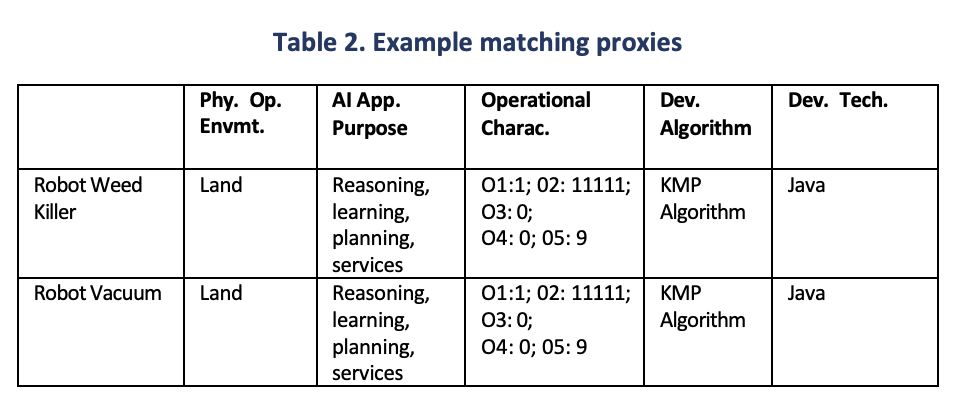 Table 2. Example matching proxies
Phy. Op. Envmt.
AI App. Purpose
Operational Charac.
Dev. Algorithm
Dev. Tech.
Robot Weed Killer
Land
Reasoning,
learning,
planning,
services
O1:1; 02: 11111;
O3: 0;
O4: 0; 05: 9
KMP
Algorithm
Java
Robot Vacuum
Land
Reasoning,
learning,
planning,
services
O1:1; 02: 11111;
O3: 0;
O4: 0; 05: 9
KMP
Algorithm
Java